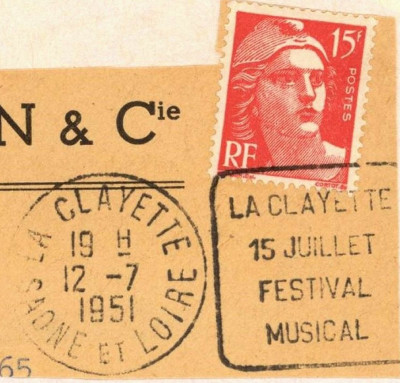 15F
POSTES
RF
N & Cie
LA CLAYETTE
19 H
12 -7
1951
SAONE ET LOIRE
LA CLAYETTE
15 JUILLET
FESTIVAL
MUSICAL
65